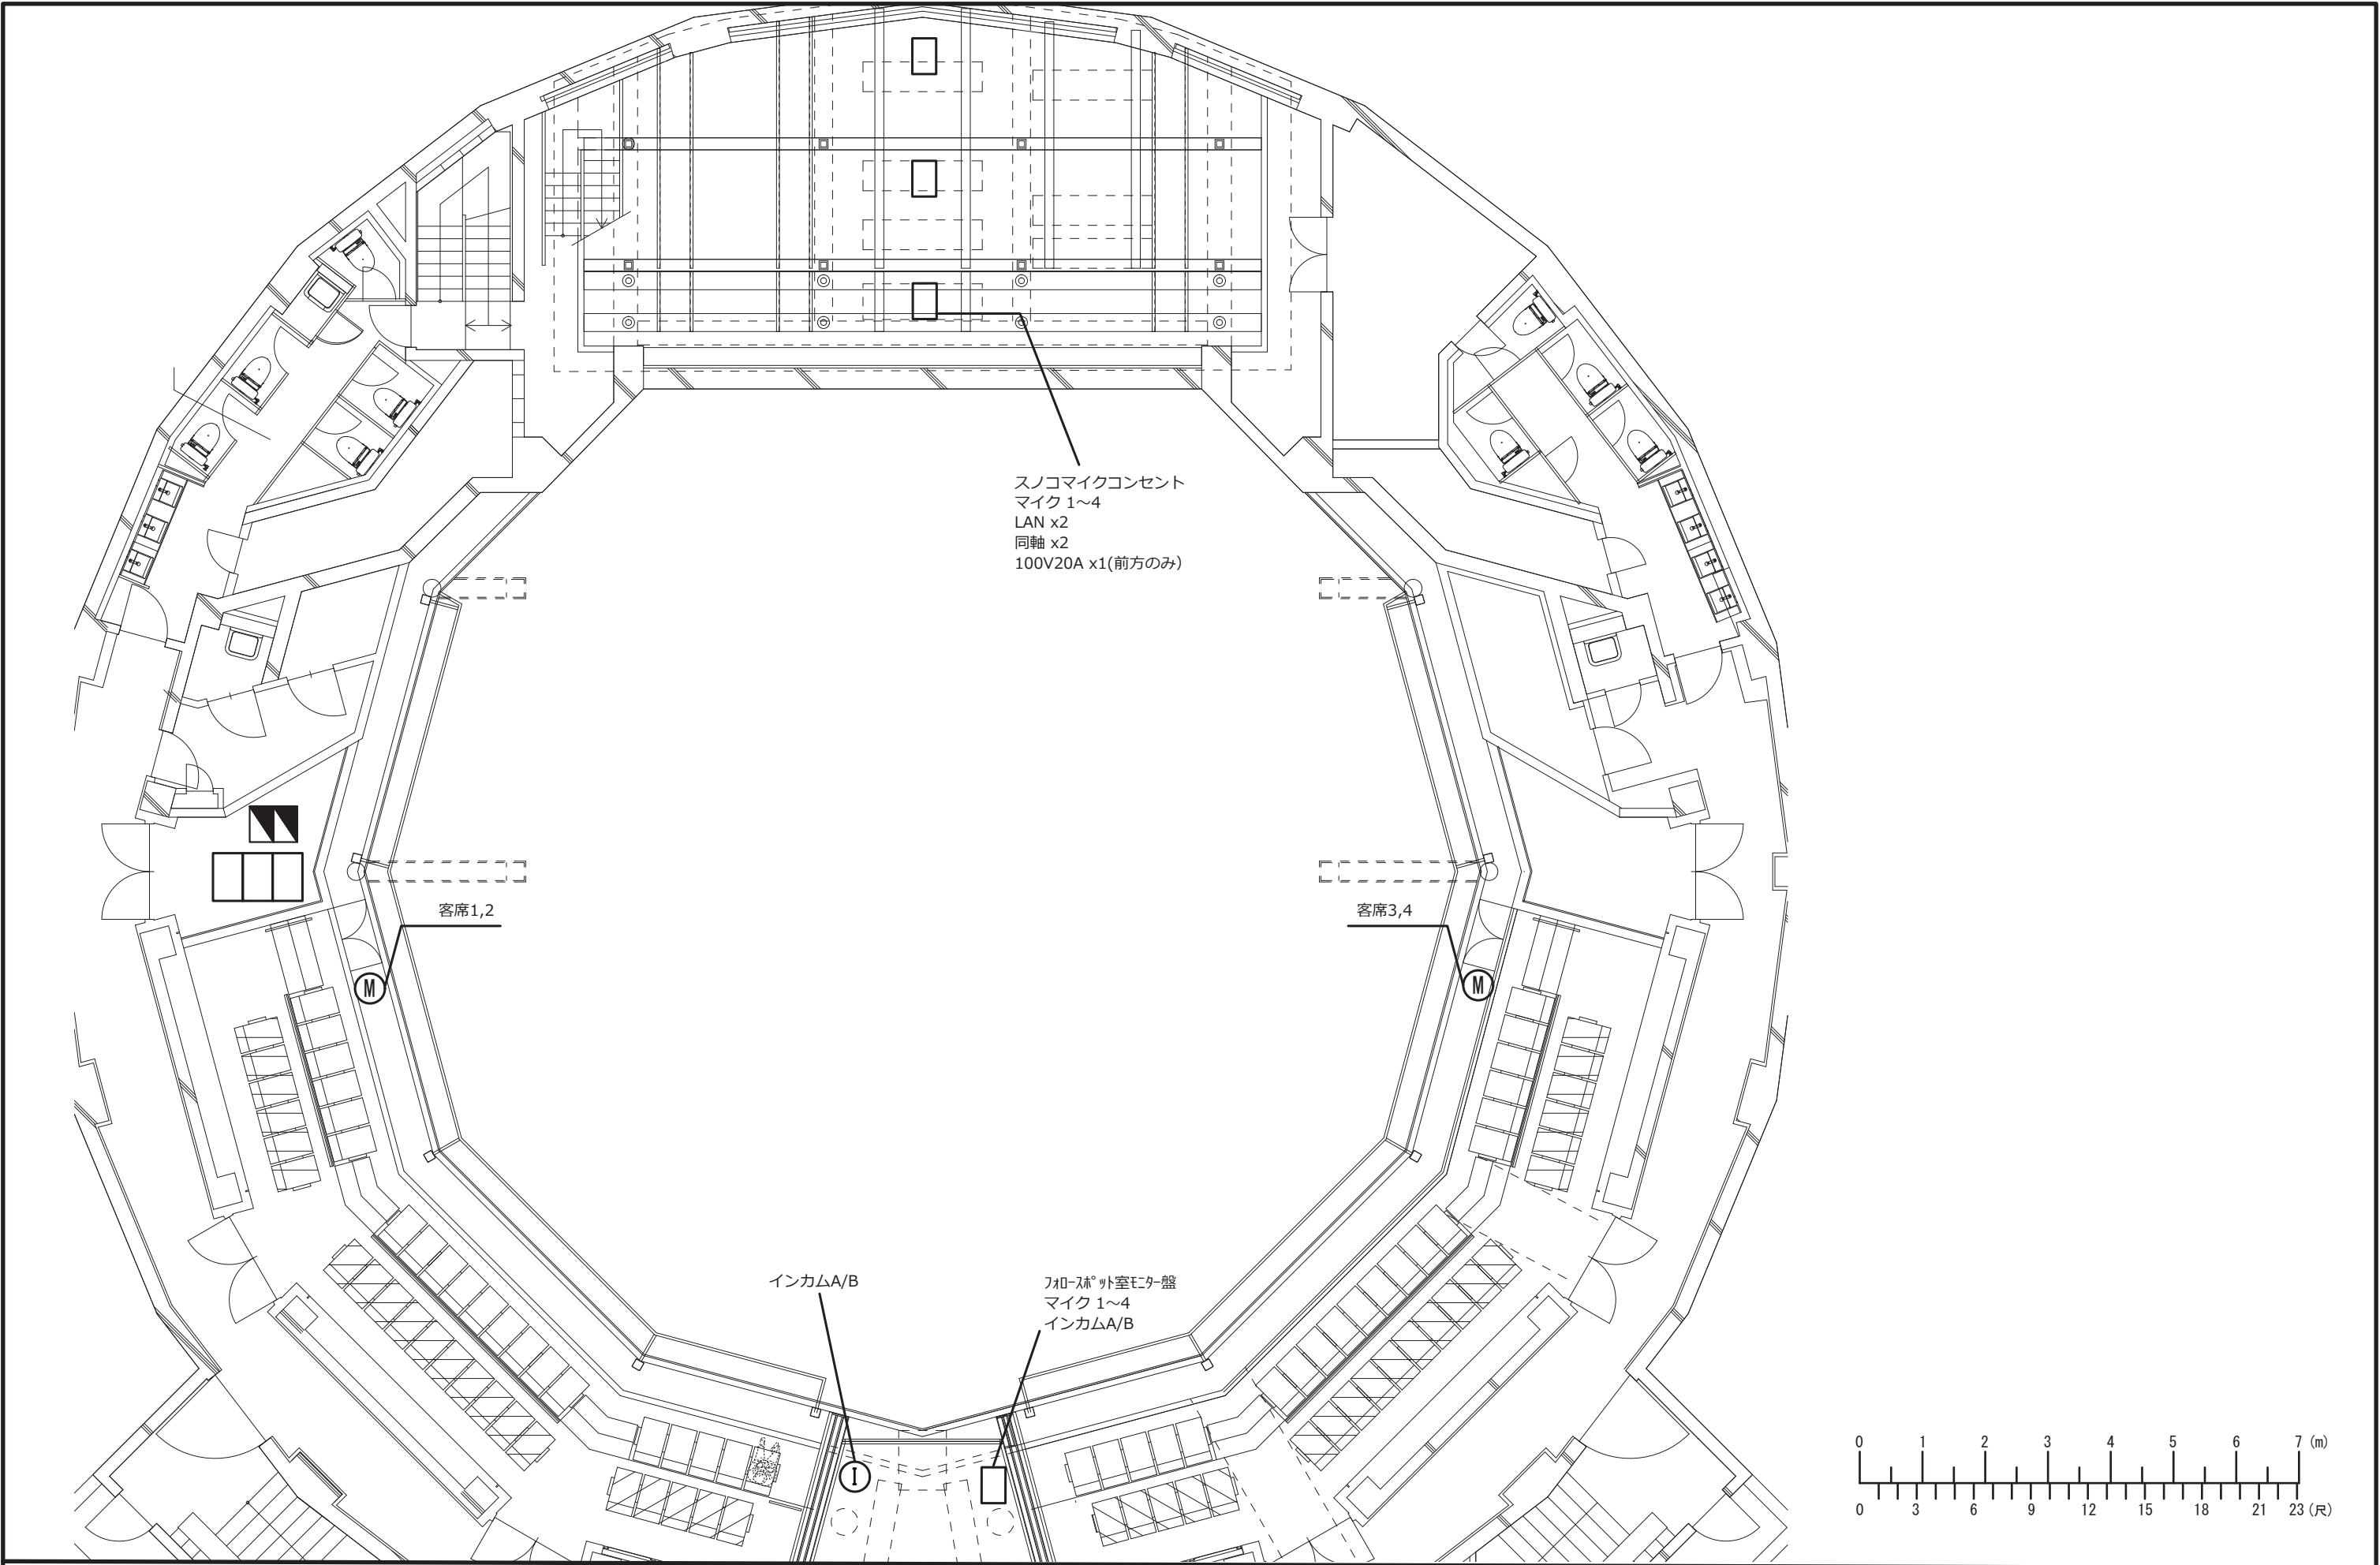 スノコマイクコンセント
マイク 1～4
LAN x2
同軸 x2
100V20A x1(前方のみ)
客席1,2
客席3,4
M
M
インカムA/B
ﾌｫﾛｰｽﾎﾟｯﾄ室ﾓﾆﾀｰ盤
マイク 1～4
インカムA/B
I
0 1 2 3 4 5 6 7 (m)
0 3 6 9 12 15 18 21 23 (尺)